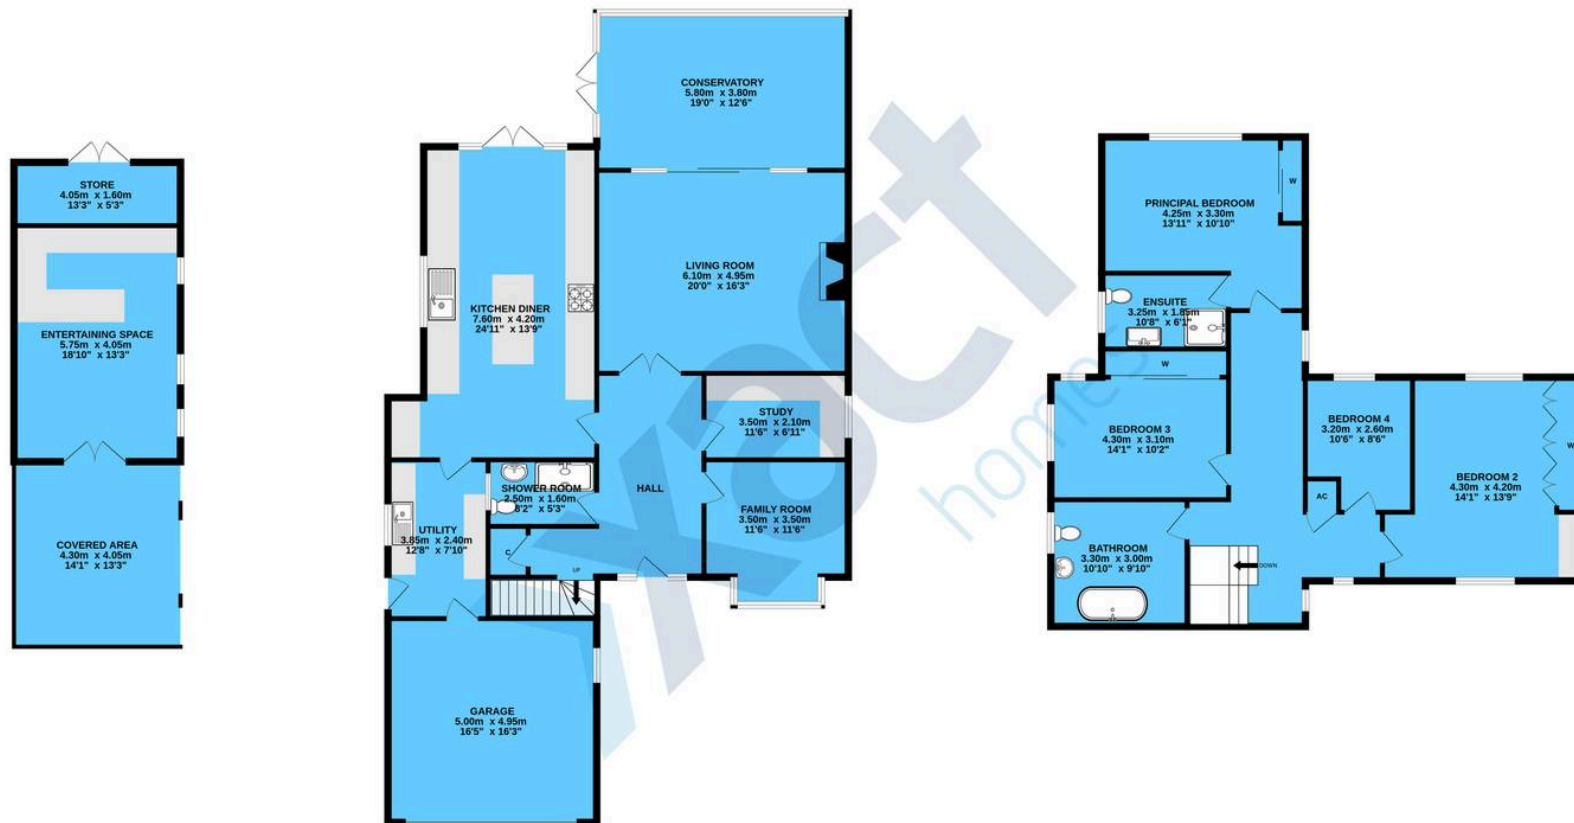 STORE
4.05m x 1.60m
13'3" x 5'3"
ENTERTAINING SPACE
5.75m x 4.05m
18'10" x 13'3"
COVERED AREA
4.30m x 4.05m
14'1" x 13'3"
CONSERVATORY
5.80m x 3.80m
19'0" x 12'6"
KITCHEN DINER
7.60m x 4.20m
24'11" x 13'9"
LIVING ROOM
6.10m x 4.95m
20'0" x 16'3"
STUDY
3.50m x 2.10m
11'6" x 6'11"
SHOWER ROOM
2.50m x 1.60m
8'2" x 5'3"
HALL
FAMILY ROOM
3.50m x 3.50m
11'6" x 11'6"
UTILITY
3.85m x 2.40m
12'8" x 7'10"
C
UP
GARAGE
5.00m x 4.95m
16'5" x 16'3"
PRINCIPAL BEDROOM
4.25m x 3.30m
13'11" x 10'10"
W
ENSUITE
3.25m x 1.85m
10'8" x 6'1"
W
BEDROOM 3
4.30m x 3.10m
14'1" x 10'2"
BEDROOM 4
3.20m x 2.60m
10'6" x 8'6"
BEDROOM 2
4.30m x 4.20m
14'1" x 13'9"
W
AC
BATHROOM
3.30m x 3.00m
10'10" x 9'10"
DOWN
xact
homes